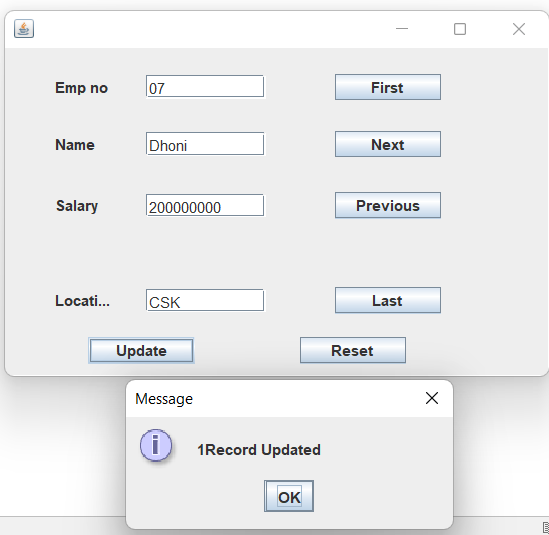 Emp no 07 First
Name Dhoni Next
Salary 200000000 Previous
Locati... CSK Last
Update Reset
Message
1Record Updated
OK